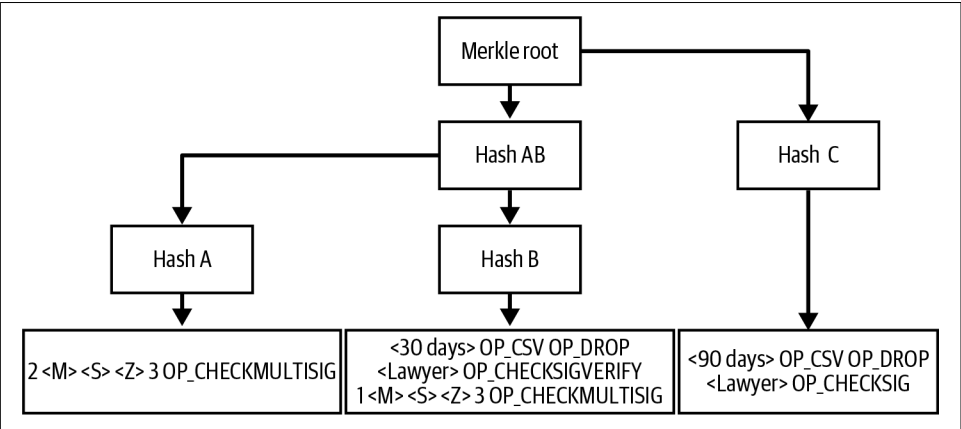 Merkle root
Hash AB
Hash C
Hash A
Hash B
2 <M> <S> <Z> 3 OP_CHECKMULTISIG
<30 days> OP_CSV OP_DROP
<Lawyer> OP_CHECKSIGVERIFY
1 <M> <S> <Z> 3 OP_CHECKMULTISIG
<90 days> OP_CSV OP_DROP
<Lawyer> OP_CHECKSIG